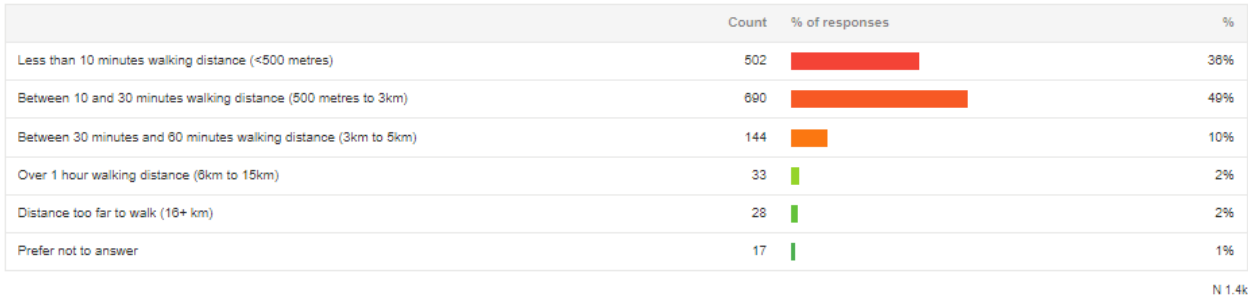 Count % of responses %
Less than 10 minutes walking distance (<500 metres) 502 36%
Between 10 and 30 minutes walking distance (500 metres to 3km) 690 49%
Between 30 minutes and 60 minutes walking distance (3km to 5km) 144 10%
Over 1 hour walking distance (6km to 15km) 33 2%
Distance too far to walk (16+ km) 28 2%
Prefer not to answer 17 1%
N 1.4k